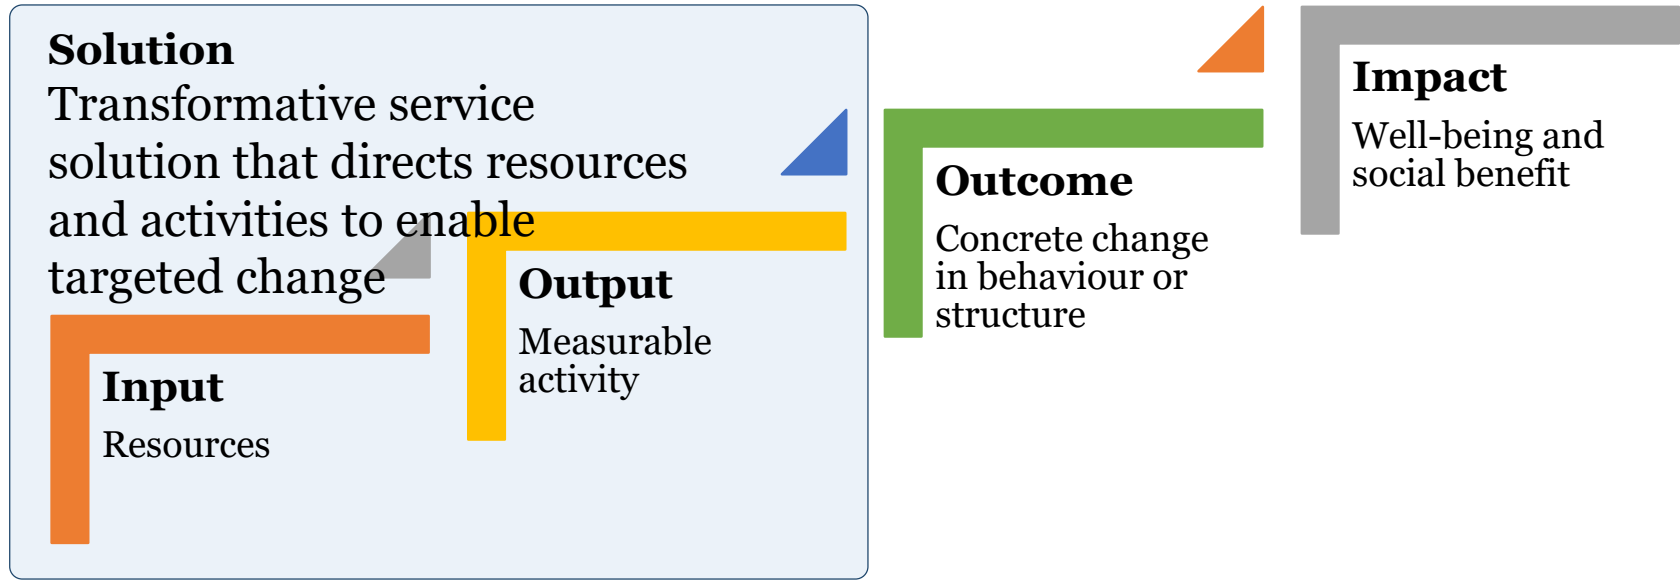 Solution
Transformative service
solution that directs resources
and activities to enable
targeted change
Input
Resources
Output
Measurable
activity
Outcome
Concrete change
in behaviour or
structure
Impact
Well-being and
social benefit